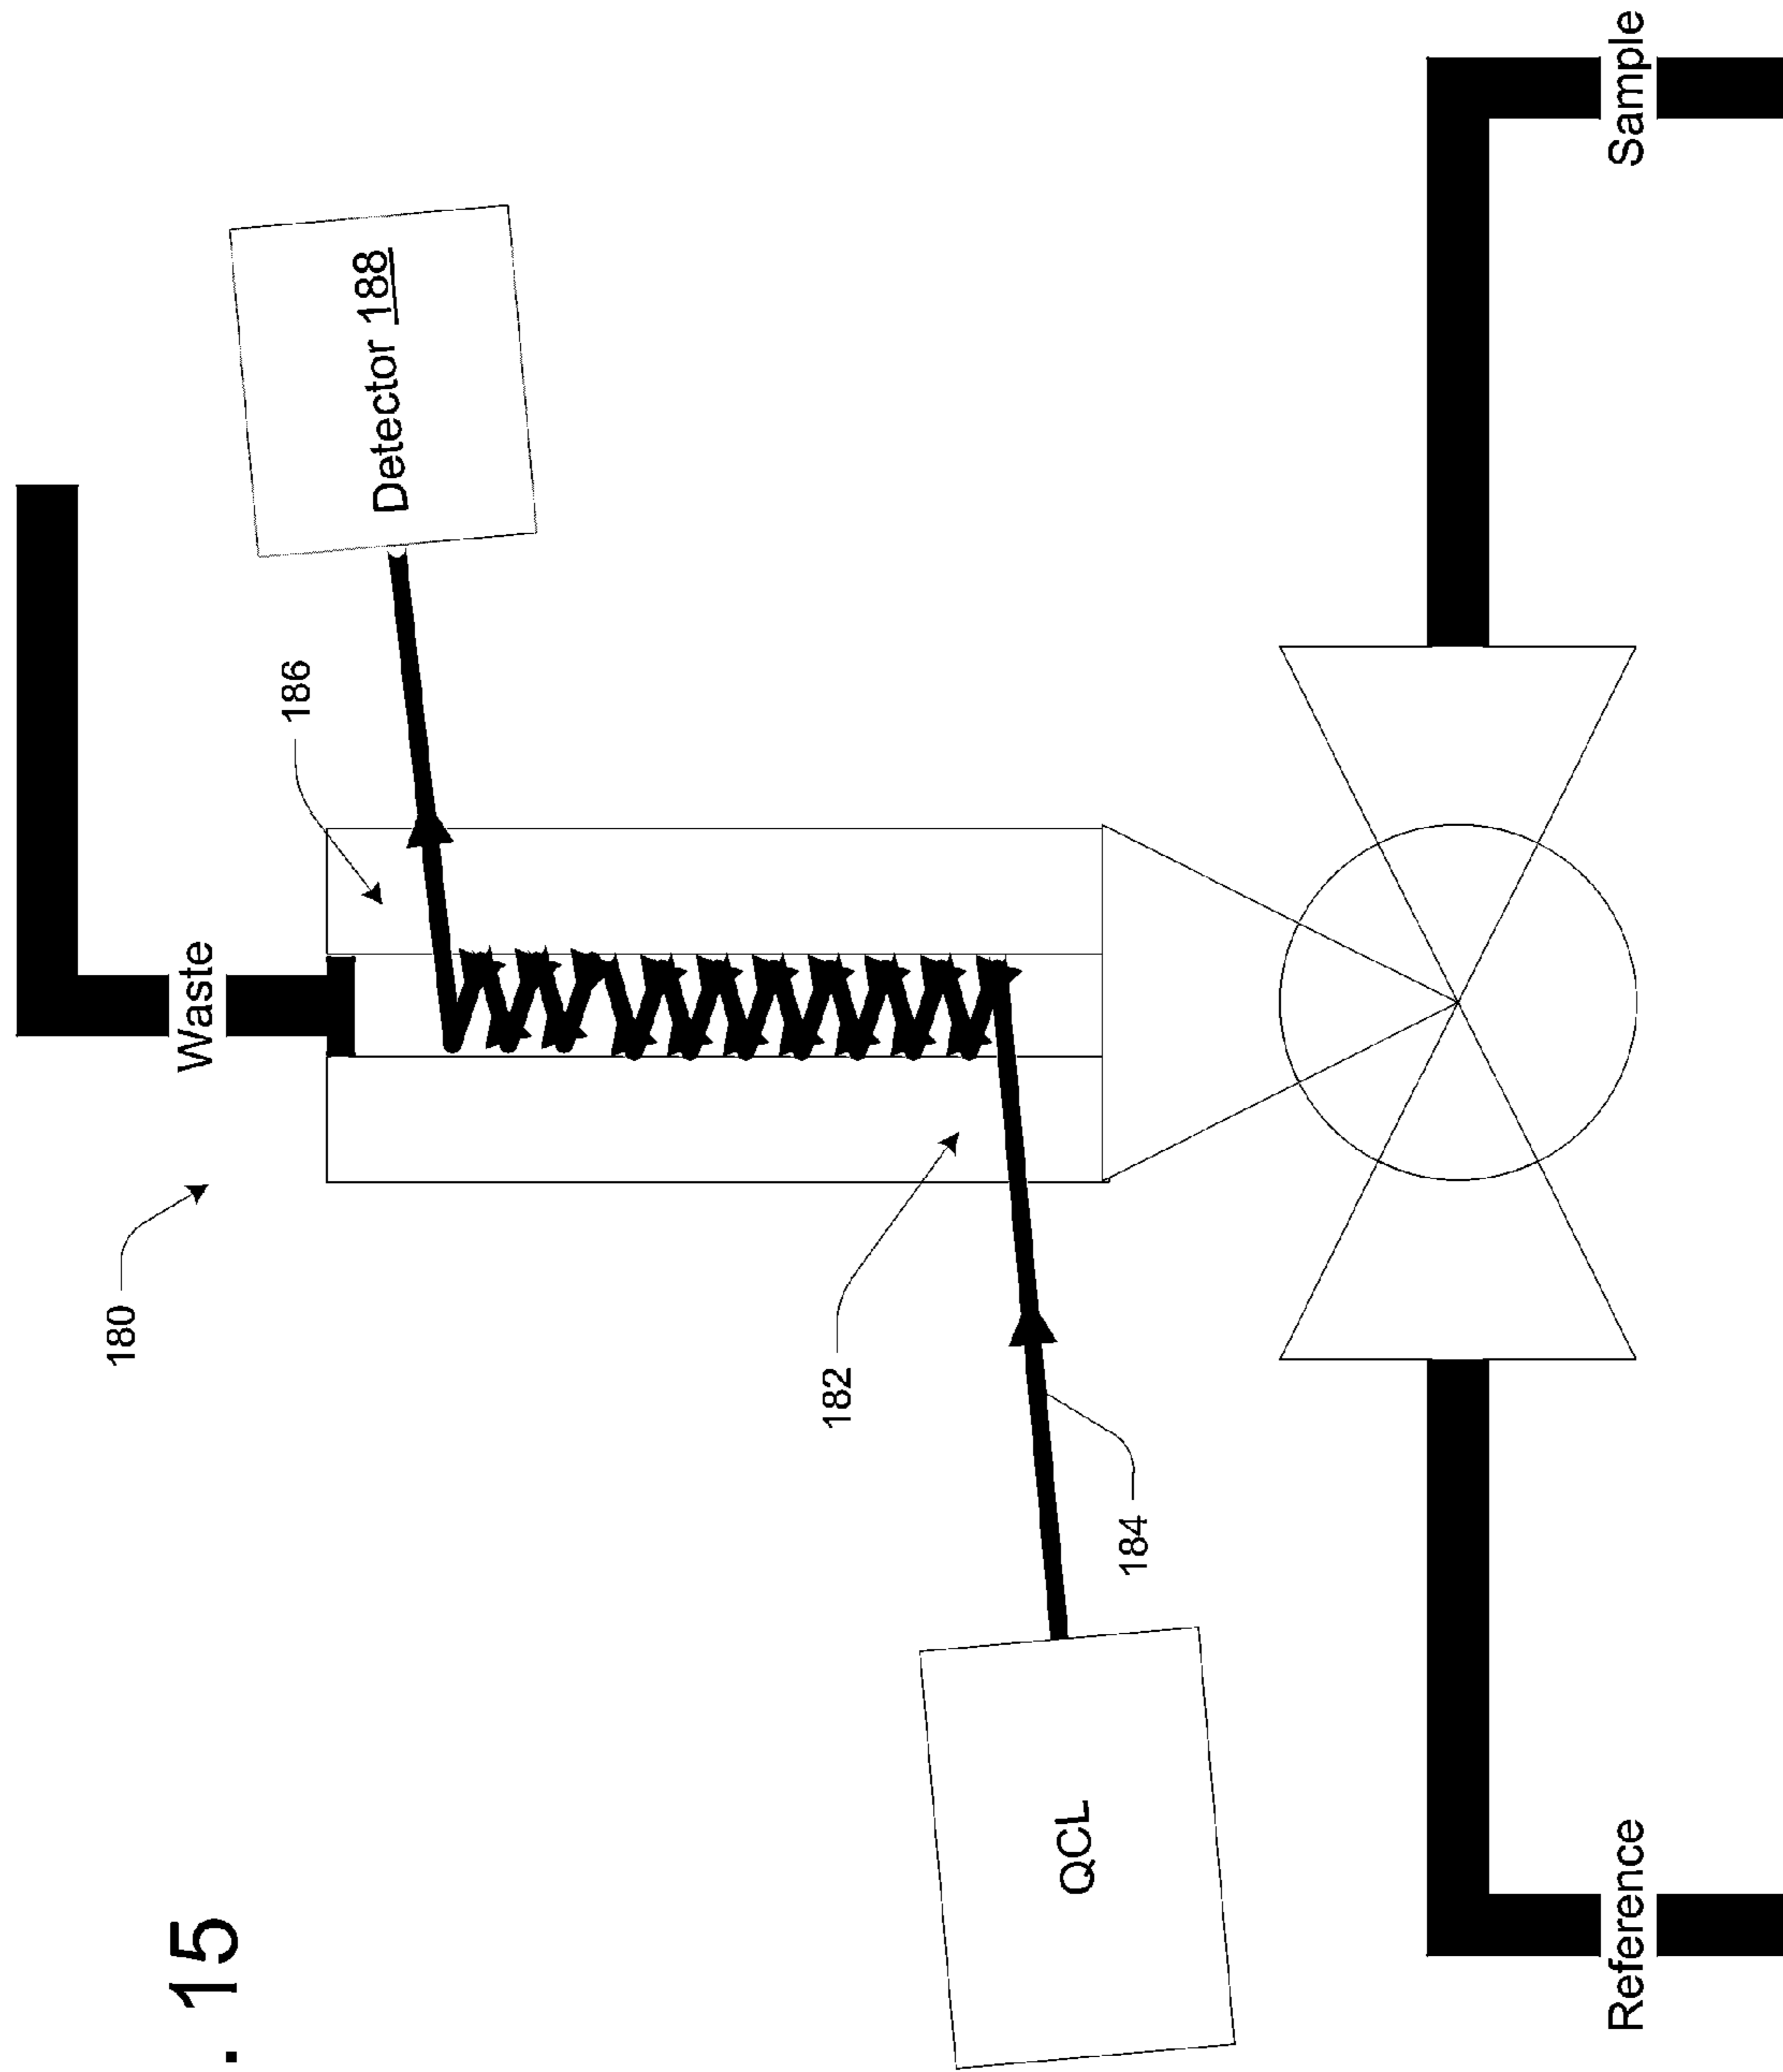 . 15
180
Waste
186
Detector 188
182
184
QCL
Reference
Sample